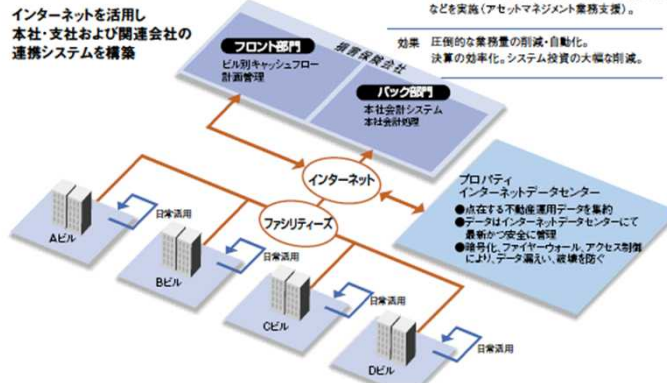 などを実施(アセットマネジメント業務支援)。
インターネットを活用し
本社・支社および関連会社の
連携システムを構築
効果 圧倒的な業務量の削減・自動化。
決算の効率化。システム投資の大幅な削減。
損害保険会社
フロント部門
ビル別キャッシュフロー
計画管理
バック部門
本社会計システム
本社会計処理
インターネット
ファシリティーズ
プロパティ
インターネットデータセンター
●点在する不動産運用データを集約
●データはインターネットデータセンターにて
最新かつ安全に管理
●暗号化、ファイヤーウォール、アクセス制御
により、データ漏えい、破壊を防ぐ
日常活用
Aビル
日常活用
Bビル
日常活用
Cビル
日常活用
Dビル